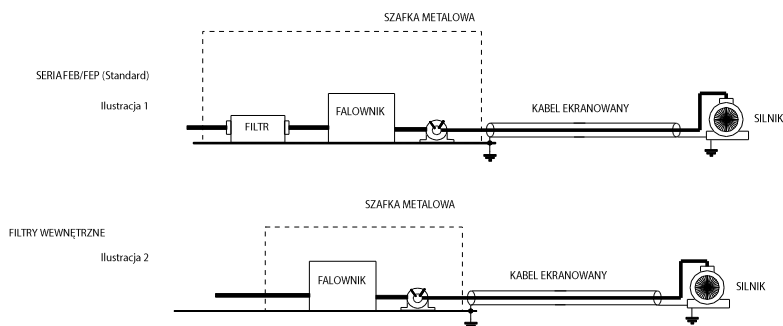 SZAFKA METALOWA
SERIAFEB/FEP (Standard)
Ilustracja 1
FILTR
FALOWNIK
KABEL EKRANOWANY
SILNIK
SZAFKA METALOWA
FILTRY WEWNĘTRZNE
Ilustracja 2
FALOWNIK
KABEL EKRANOWANY
SILNIK